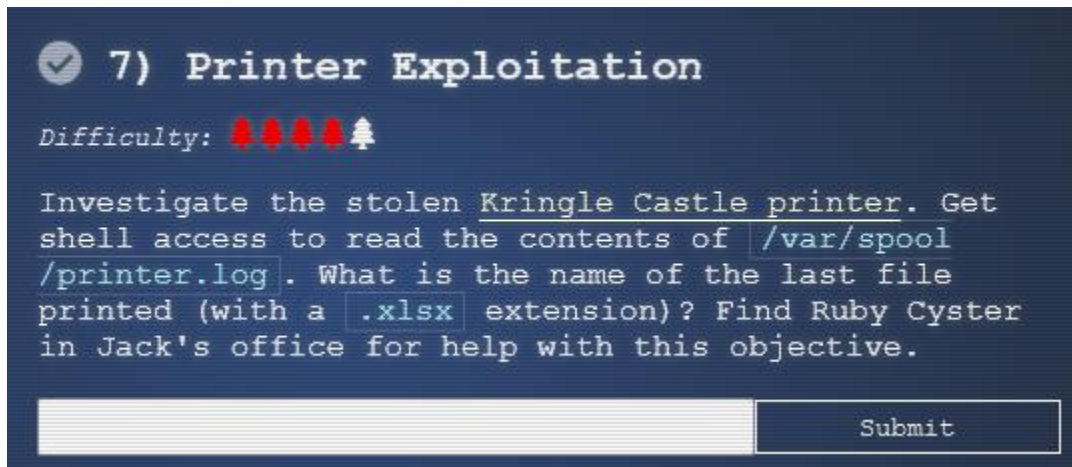 7) Printer Exploitation
Difficulty:
Investigate the stolen Kringle Castle printer. Get
shell access to read the contents of /var/spool
/printer.log . What is the name of the last file
printed (with a .xlsx extension)? Find Ruby Cyster
in Jack's office for help with this objective.
Submit